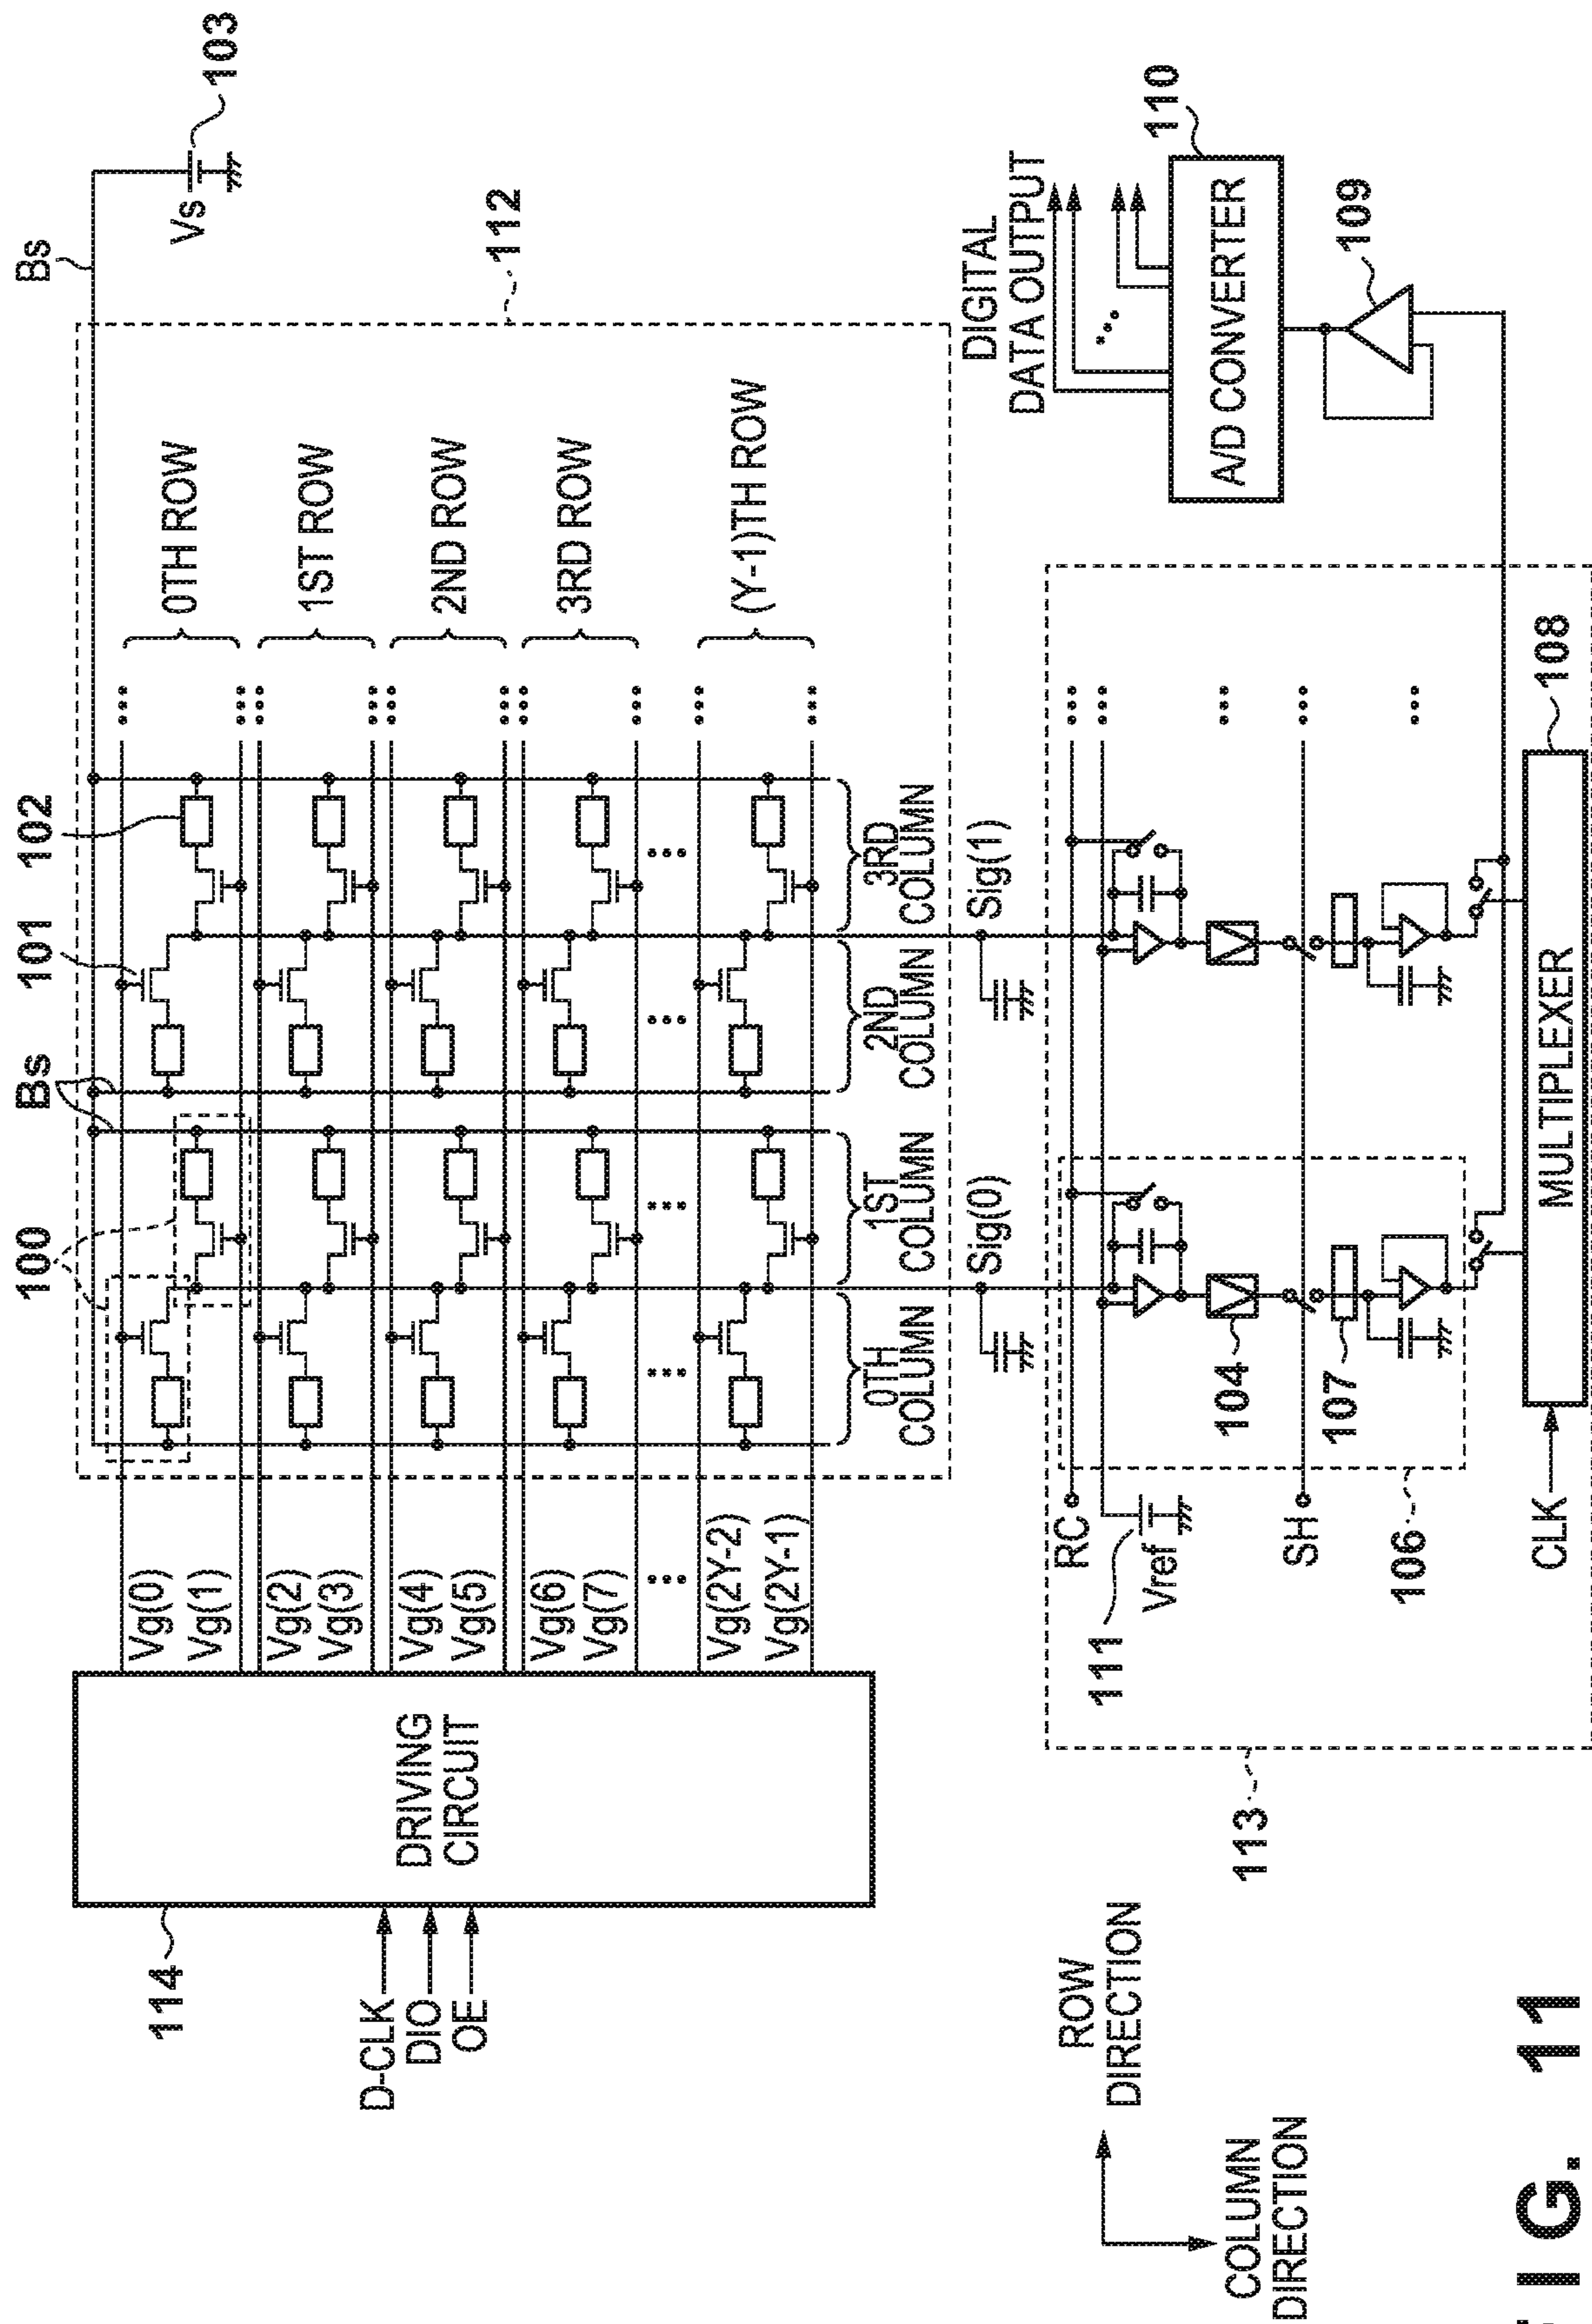 Bs
Vs
103
100
Bs
101
102
112
114
DRIVING
CIRCUIT
D-CLK
DIO
OE
Vg(0)
Vg(1)
Vg(2)
Vg(3)
Vg(4)
Vg(5)
Vg(6)
Vg(7)
...
Vg(2Y-2)
Vg(2Y-1)
0TH ROW
1ST ROW
2ND ROW
3RD ROW
(Y-1)TH ROW
0TH
COLUMN
1ST
COLUMN
2ND
COLUMN
3RD
COLUMN
Sig(0)
Sig(1)
DIGITAL
DATA OUTPUT
110
A/D CONVERTER
109
113
111
RC
Vref
104
SH
107
106
CLK
MULTIPLEXER
108
ROW
DIRECTION
COLUMN
DIRECTION
IG. 11